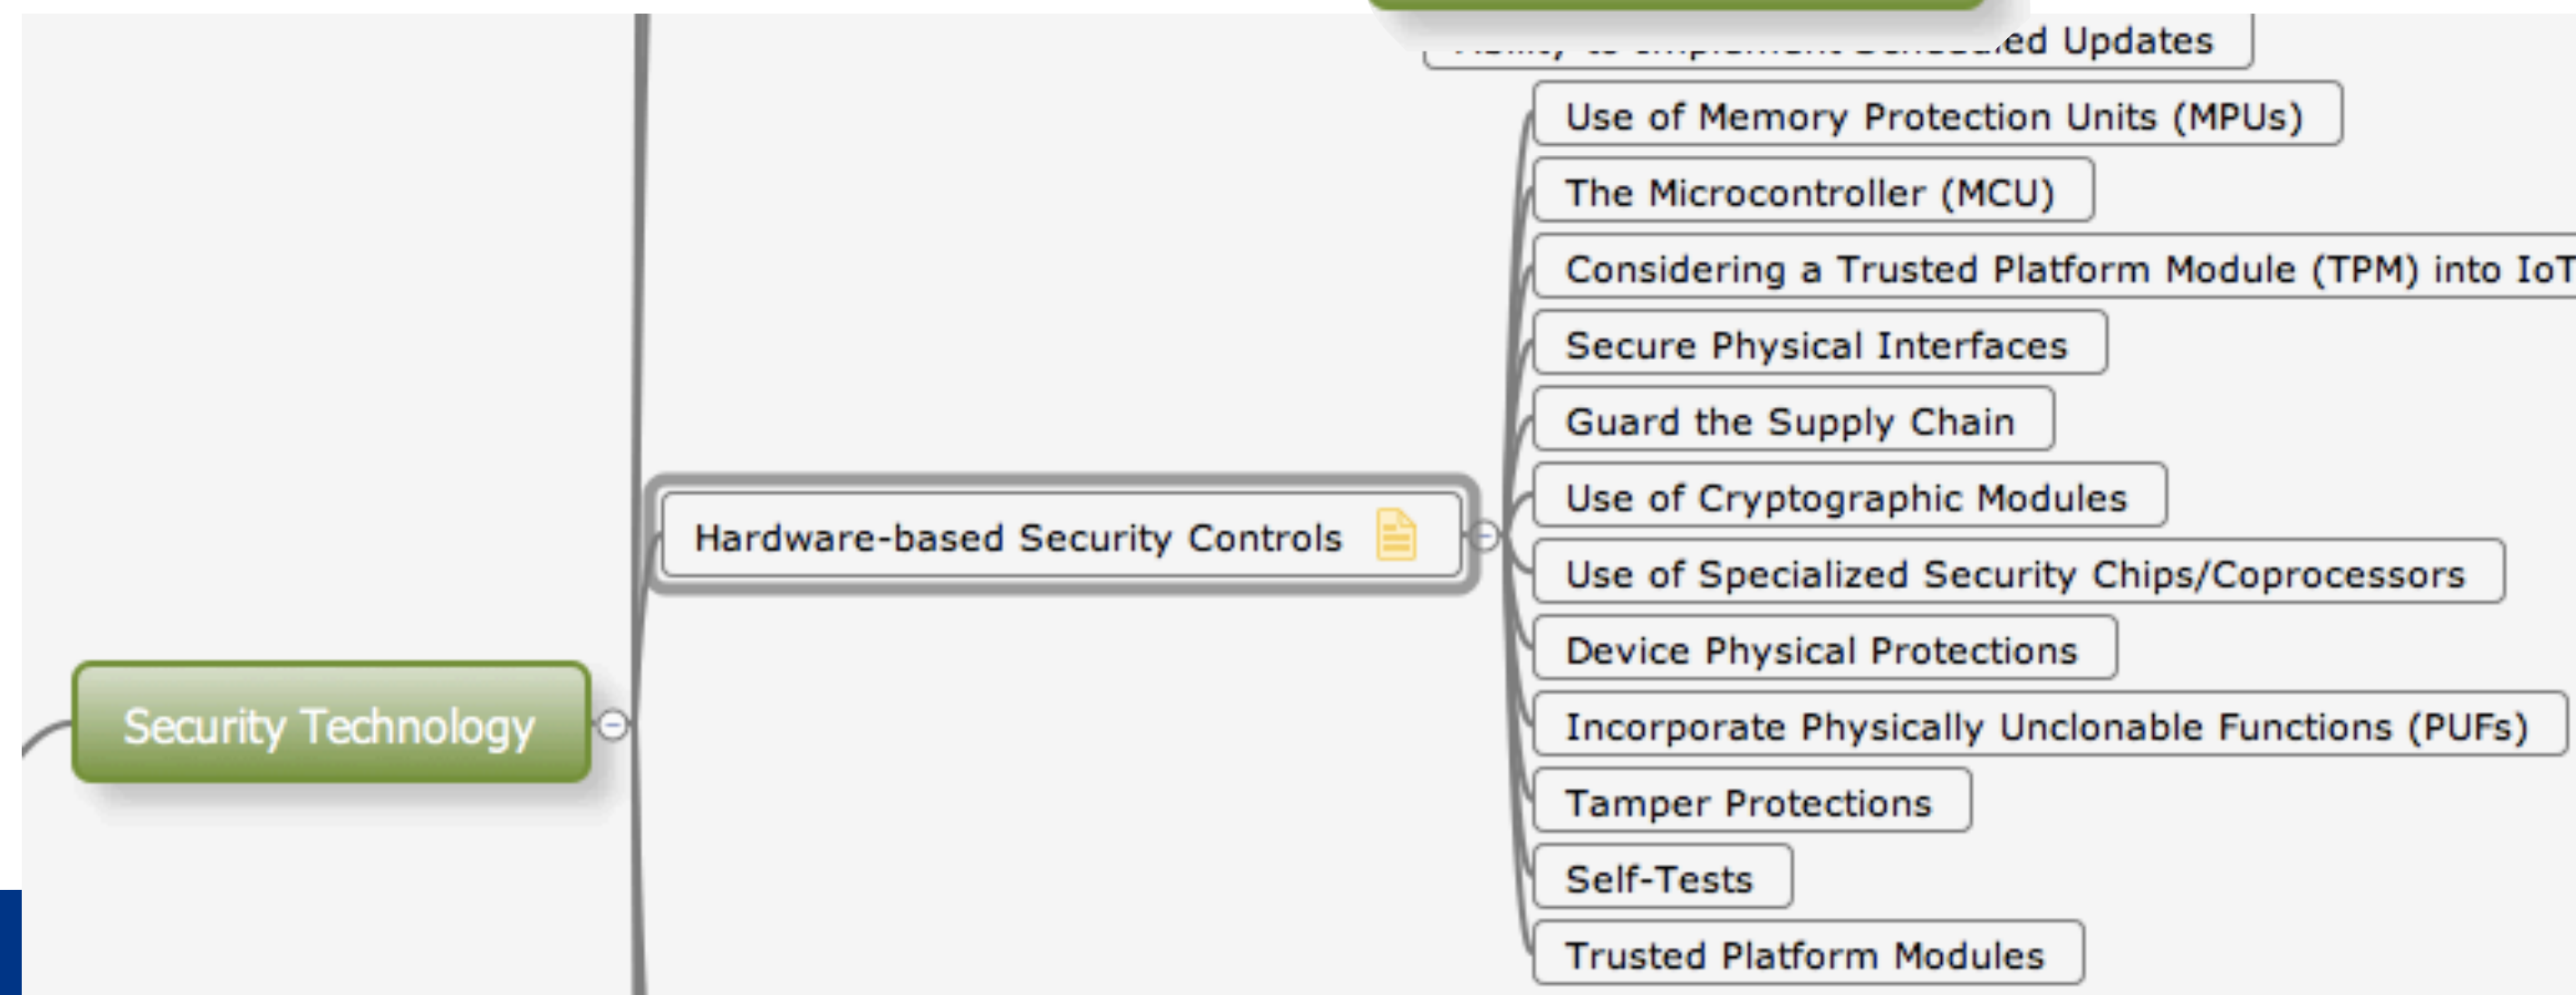 Updates
Use of Memory Protection Units (MPUs)
The Microcontroller (MCU)
Considering a Trusted Platform Module (TPM) into IoT
Secure Physical Interfaces
Guard the Supply Chain
Use of Cryptographic Modules
Hardware-based Security Controls
Use of Specialized Security Chips/Coprocessors
Device Physical Protections
Security Technology
Incorporate Physically Unclonable Functions (PUFs)
Tamper Protections
Self-Tests
Trusted Platform Modules